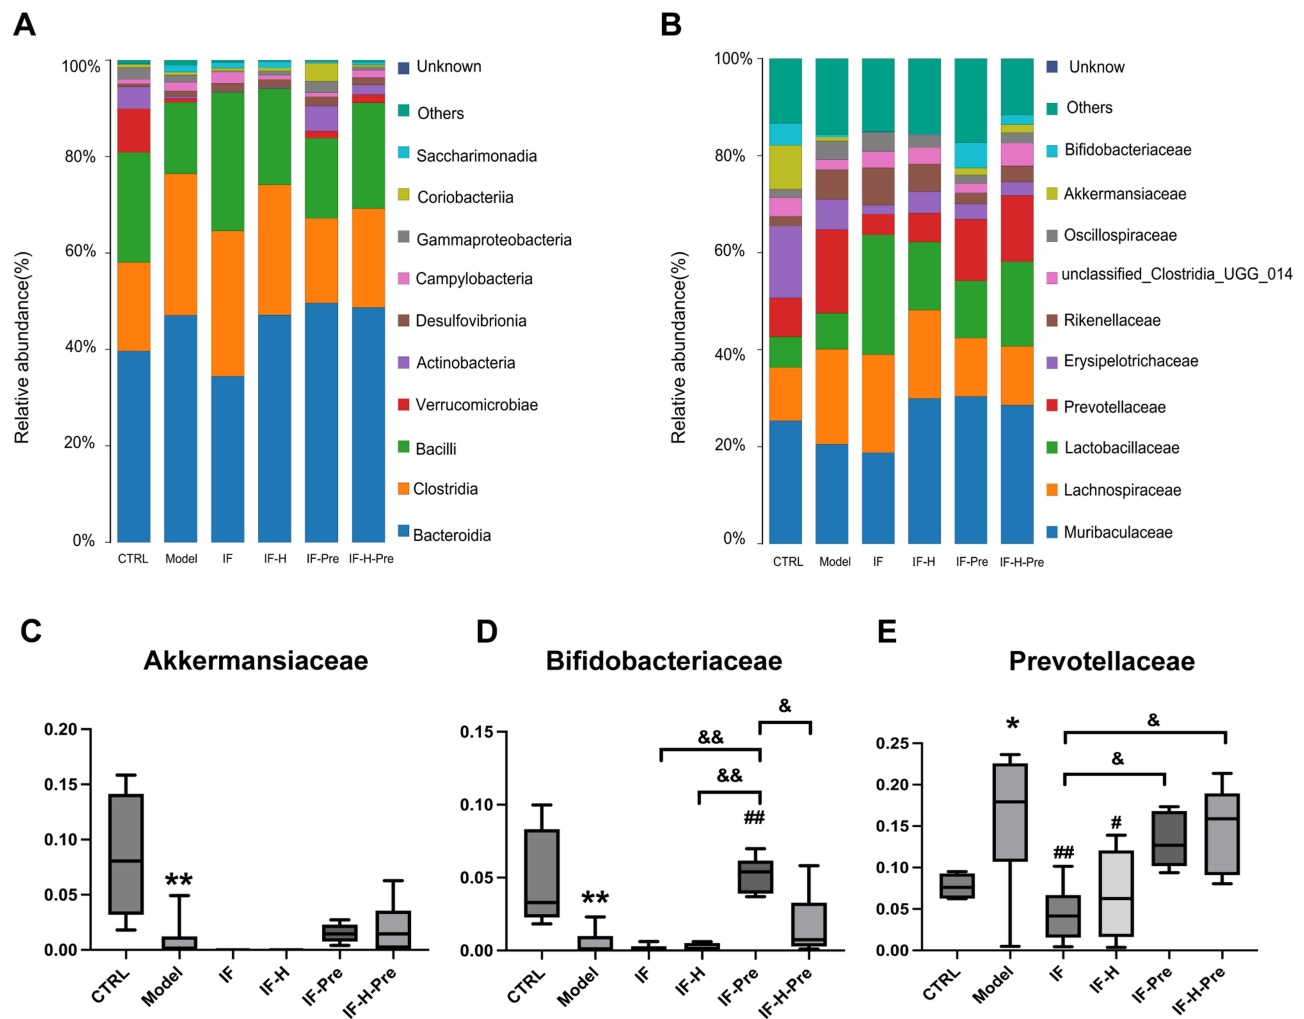 A
B
100%
80%
60%
40%
20%
0%
Relative abundance(%)
CTRL
Model
IF
IF-H
IF-Pre
IF-H-Pre
Unknown
Others
Saccharimonadia
Coriobacteriia
Gammaproteobacteria
Campylobacteria
Desulfovibrionia
Actinobacteria
Verrucomicrobiae
Bacilli
Clostridia
Bacteroidia
100%
80%
60%
40%
20%
0%
Relative abundance(%)
CTRL
Model
IF
IF-H
IF-Pre
IF-H-Pre
Unknow
Others
Bifidobacteriaceae
Akkermansiaceae
Oscillospiraceae
unclassified_Clostridia_UGG_014
Rikenellaceae
Erysipelotrichaceae
Prevotellaceae
Lactobacillaceae
Lachnospiraceae
Muribaculaceae
C
Akkermansiaceae
0.20
0.15
0.10
0.05
0.00
**
CTRL
Model
IF
IF-H
IF-Pre
IF-H-Pre
D
Bifidobacteriaceae
0.15
0.10
0.05
0.00
&
&&
&&
##
**
CTRL
Model
IF
IF-H
IF-Pre
IF-H-Pre
E
Prevotellaceae
0.25
0.20
0.15
0.10
0.05
0.00
*
&
&
##
#
CTRL
Model
IF
IF-H
IF-Pre
IF-H-Pre